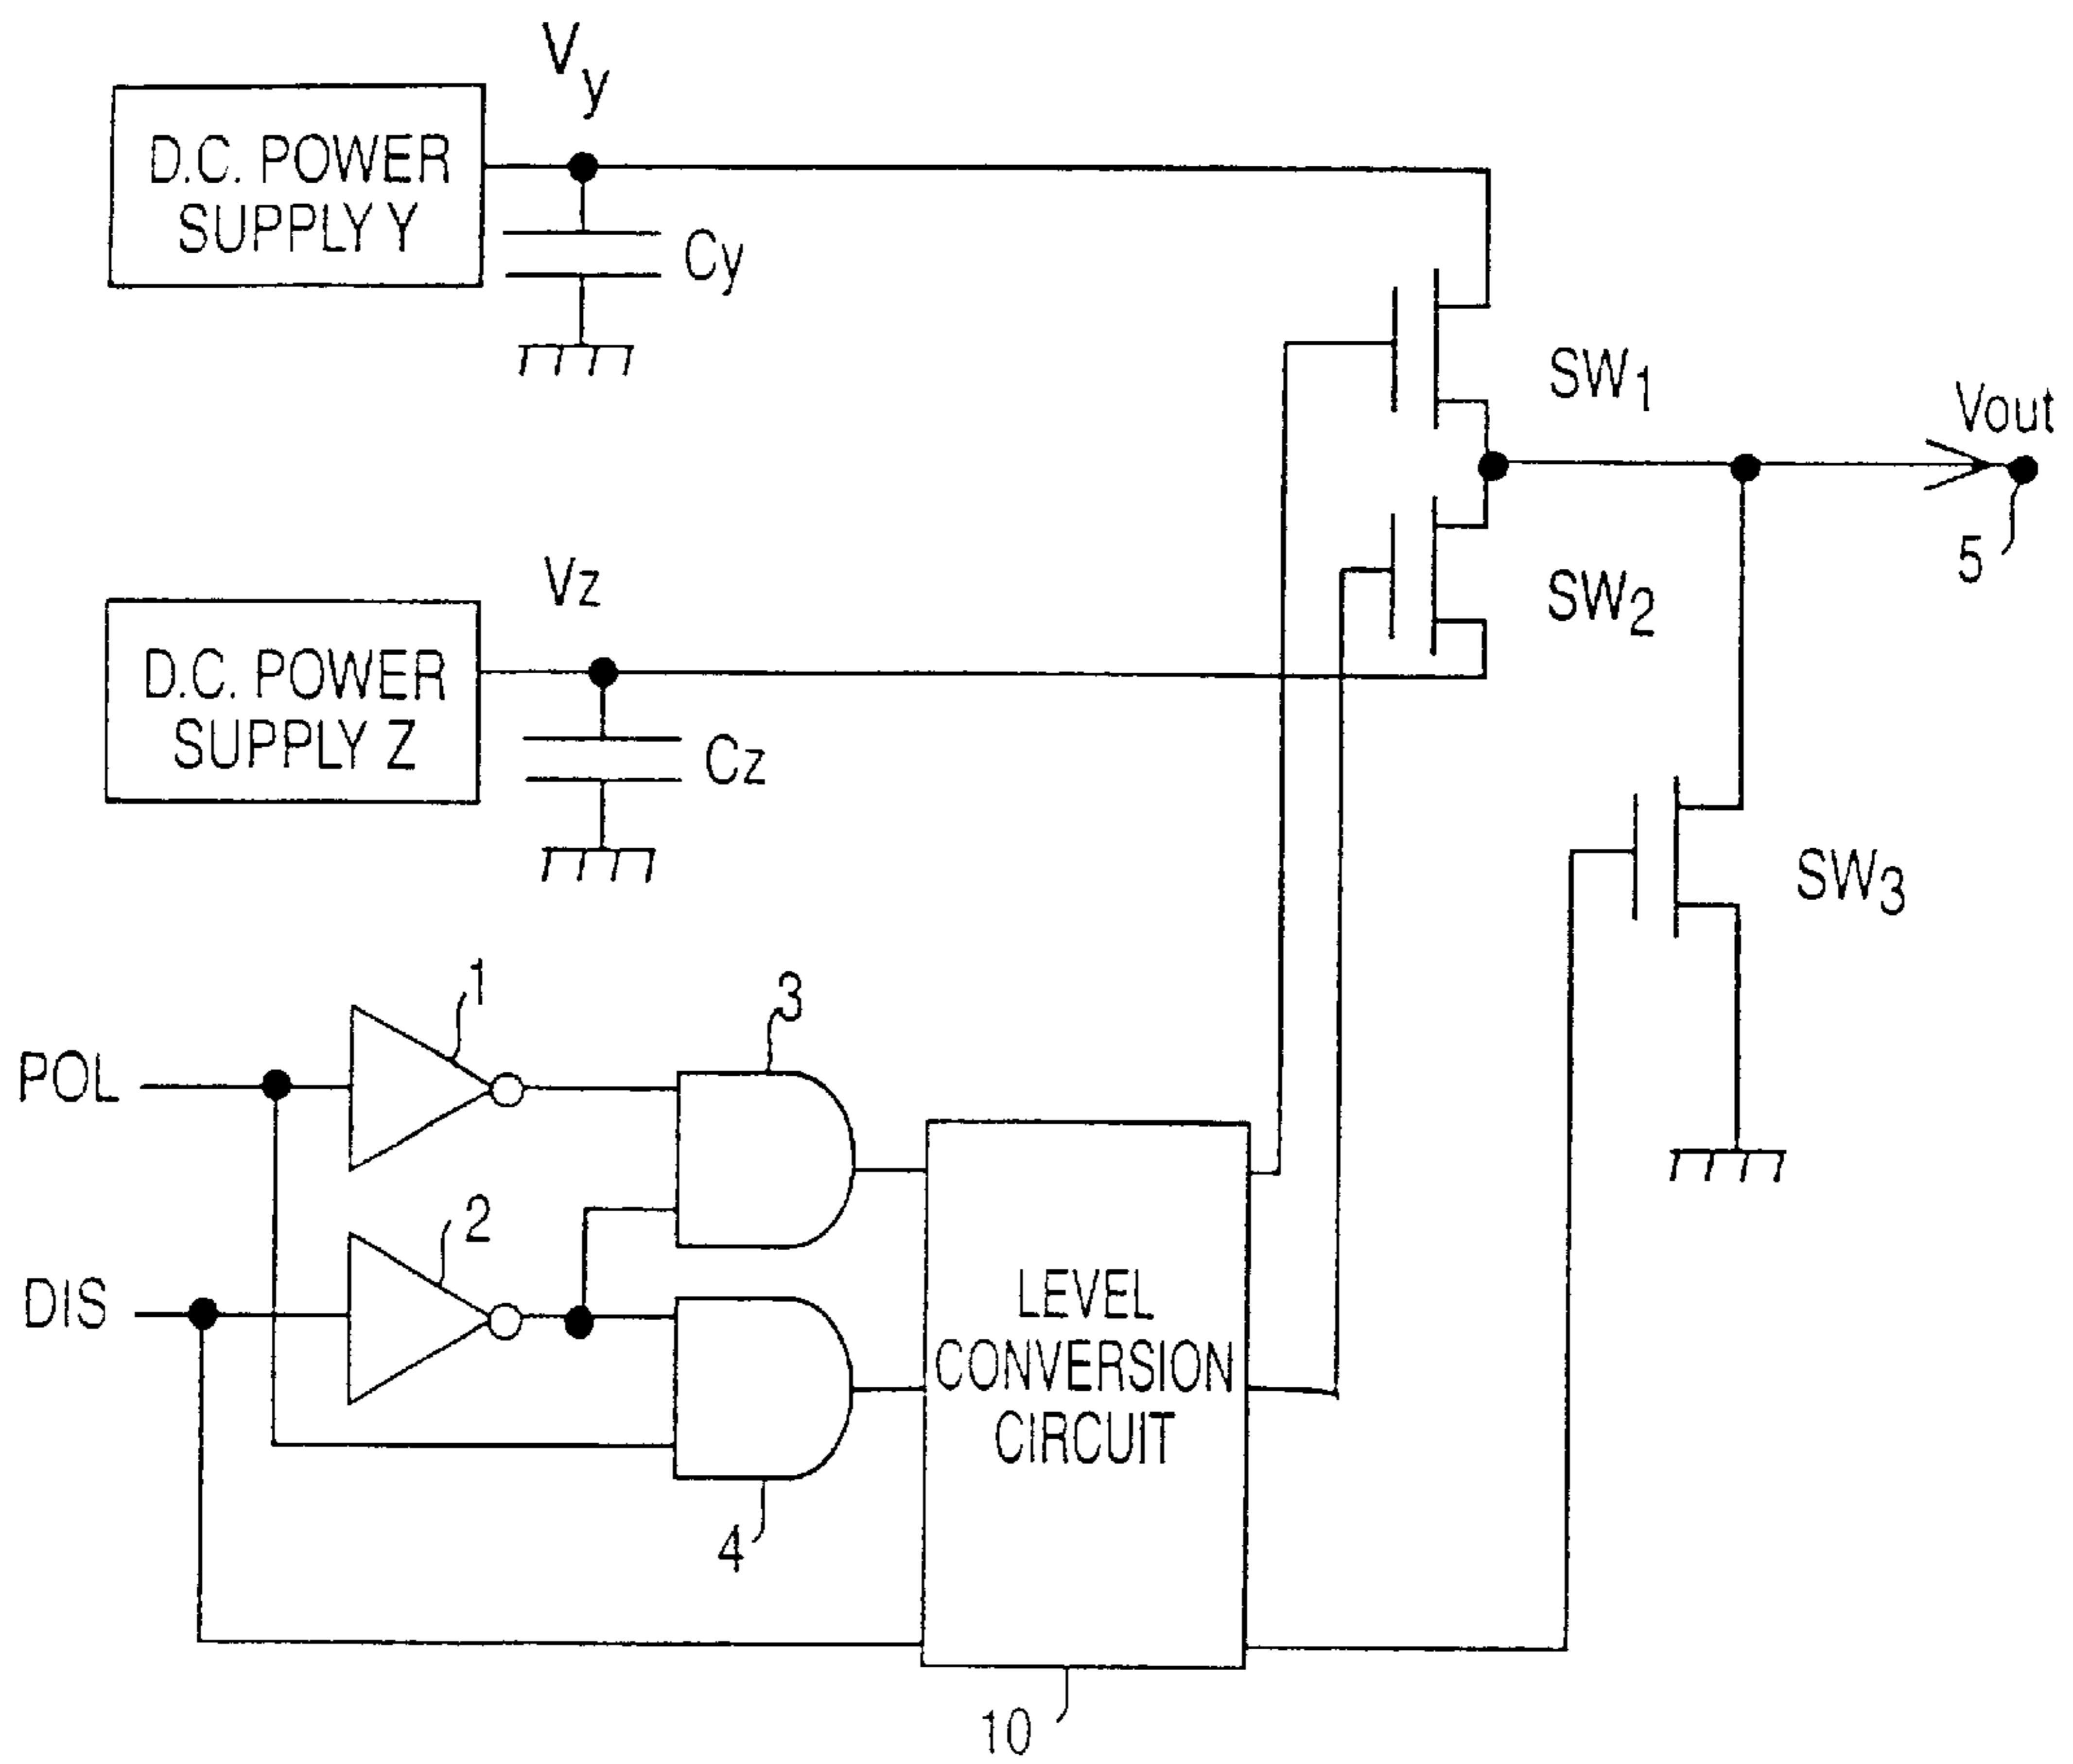 Vy
D.C. POWER
SUPPLY Y
Cy
SW1
Vout
5
Vz
SW2
D.C. POWER
SUPPLY Z
Cz
SW3
1
3
POL
2
DIS
LEVEL
CONVERSION
CIRCUIT
4
10